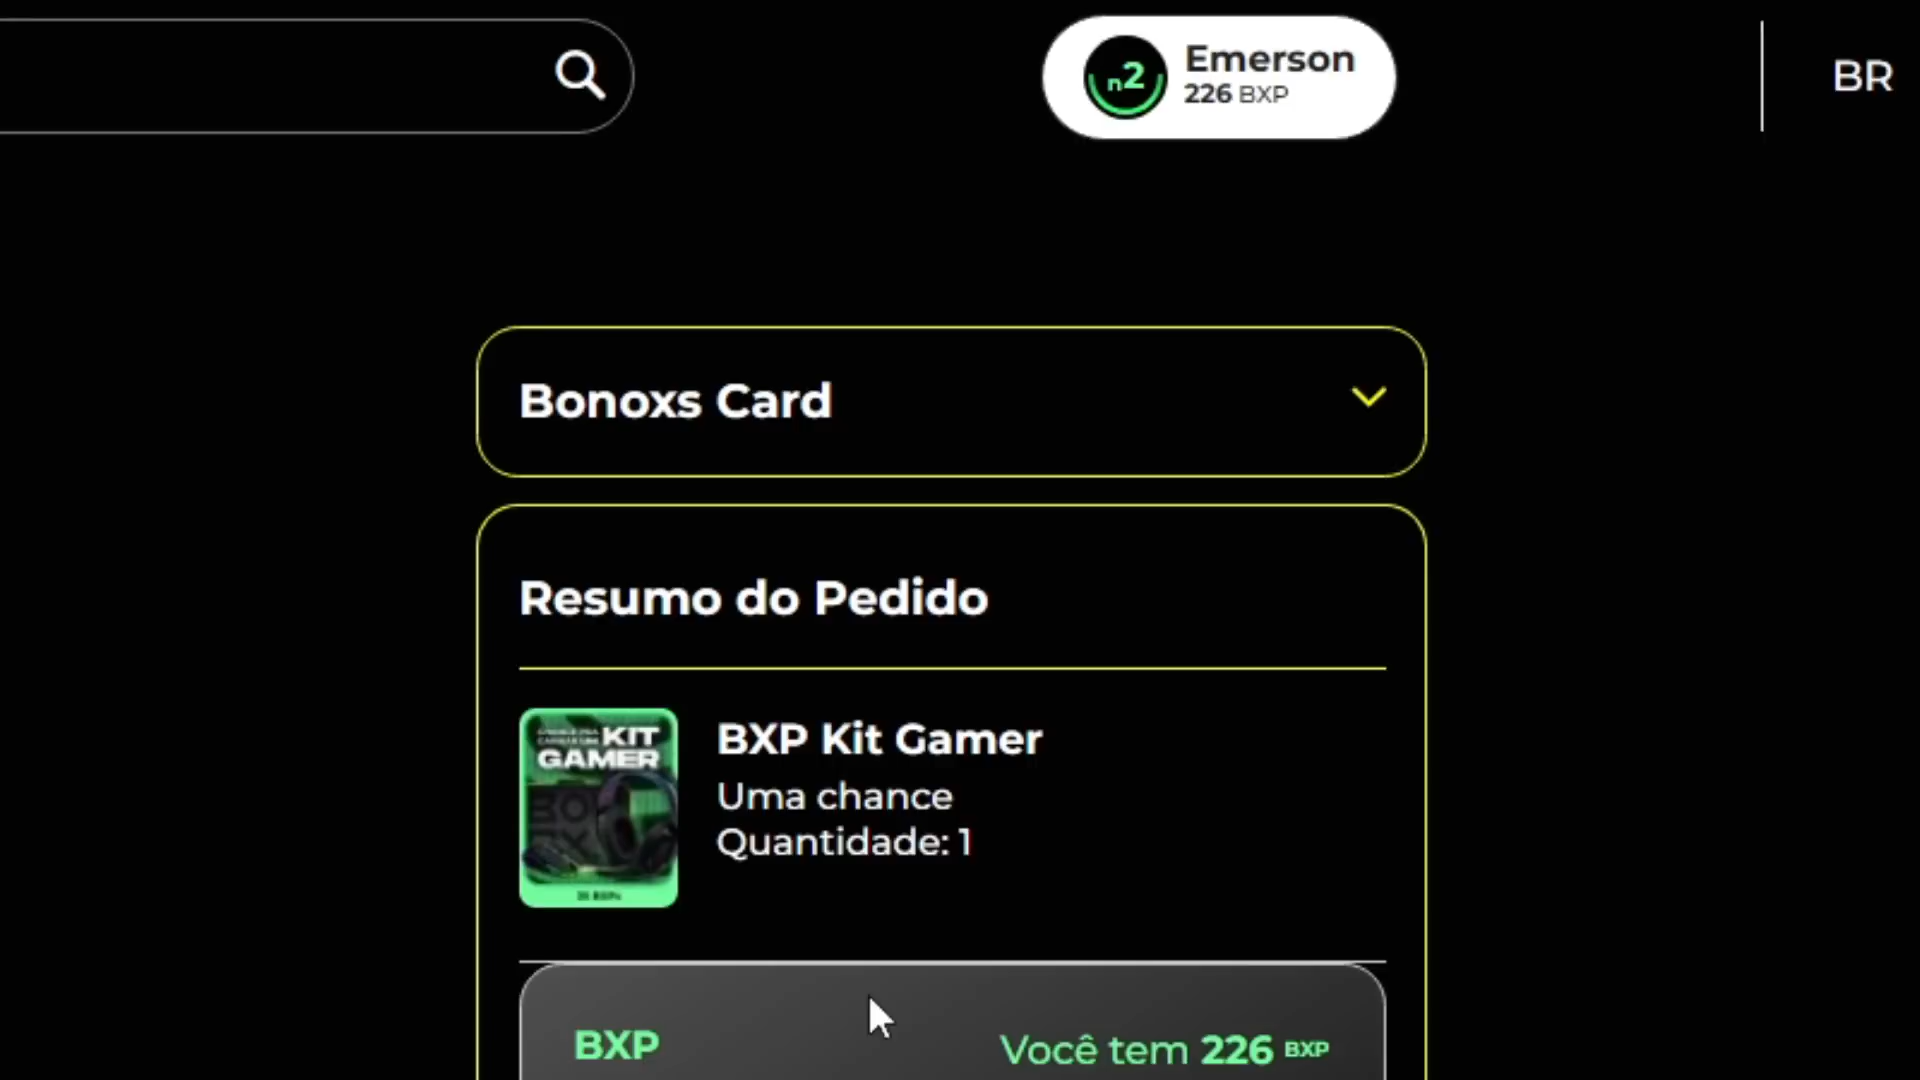 n2
Emerson
226 BXP
BR
Bonoxs Card
Resumo do Pedido
KIT
GAMER
BXP Kit Gamer
Uma chance
Quantidade: 1
BXP
Você tem 226 BXP